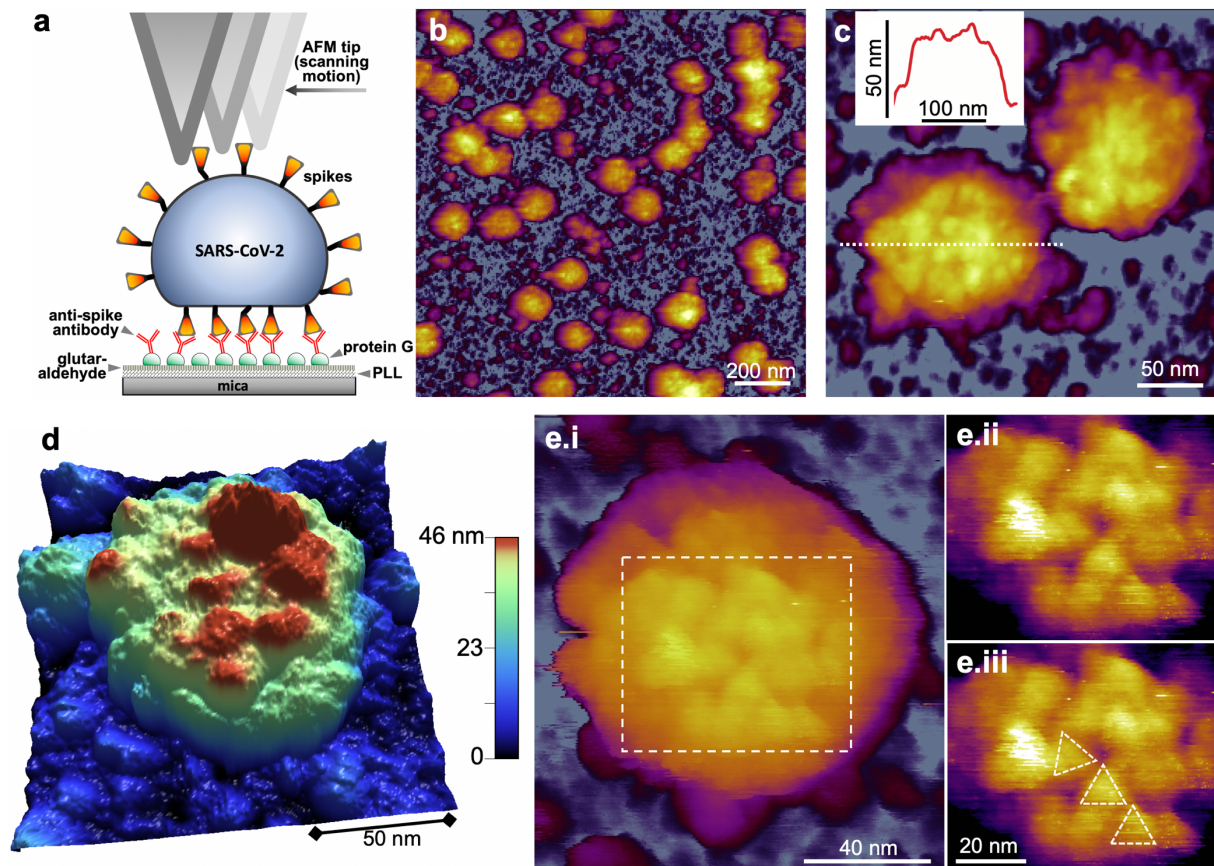 a
AFM tip
(scanning
motion)
spikes
SARS-CoV-2
anti-spike
antibody
protein G
glutar-
aldehyde
PLL
mica
b
200 nm
c
50 nm
100 nm
50 nm
d
46 nm
23
0
50 nm
e.i
40 nm
e.ii
e.iii
20 nm